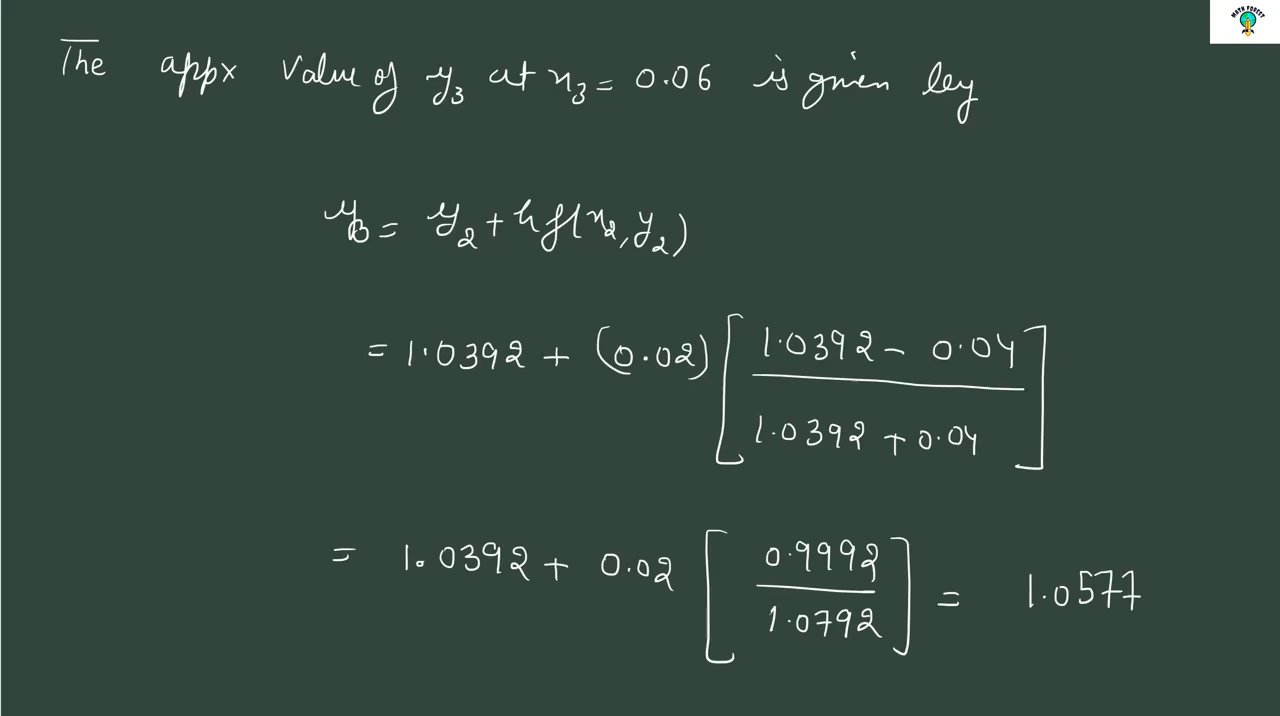 MATH FOREST
The appx value of y₃ at x₃ = 0.06 is given by
y₃ = y₂ + h f(x₂, y₂)
= 1.0392 + (0.02) [ (1.0392 - 0.04) / (1.0392 + 0.04) ]
= 1.0392 + 0.02 [ 0.9992 / 1.0792 ] = 1.0577